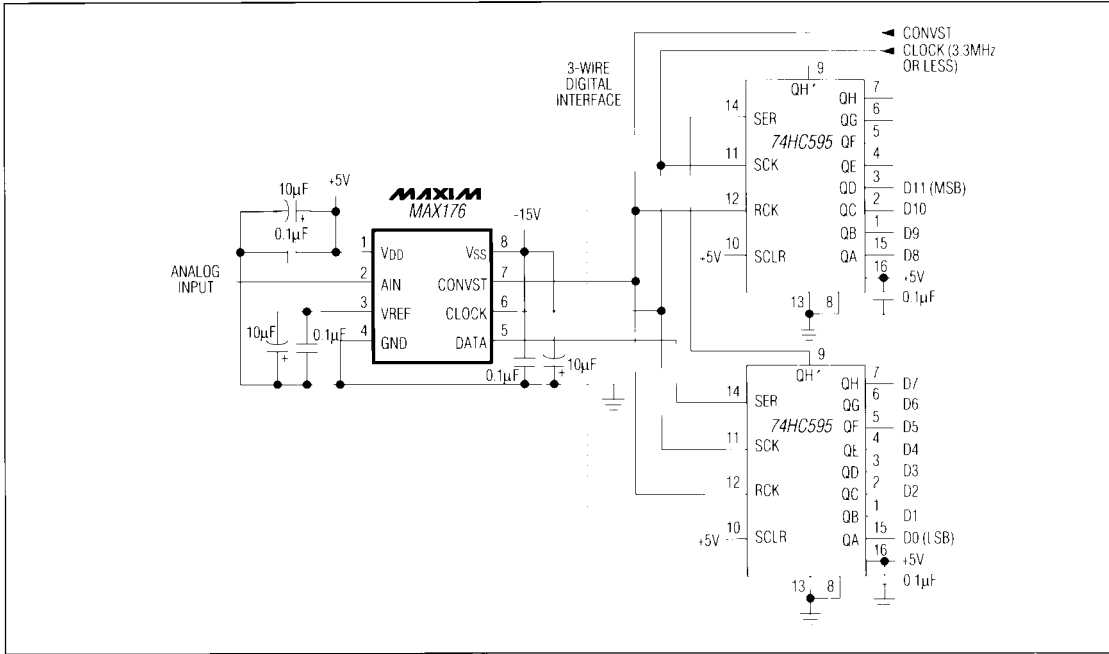 CONVST
CLOCK (3.3MHz
OR LESS)
3-WIRE
DIGITAL
INTERFACE
9
QH'
14
SER
74HC595
11
SCK
12
RCK
10
+5V
SCLR
QH
7
QG
6
QF
5
QE
4
QD
3
D11 (MSB)
QC
2
D10
QB
1
D9
QA
15
D8
16
+5V
0.1µF
13
8
10µF
+5V
0.1µF
MAXIM
MAX176
-15V
1
VDD
VSS
8
ANALOG
INPUT
2
AIN
CONVST
7
3
VREF
CLOCK
6
4
GND
DATA
5
10µF
0.1µF
0.1µF
10µF
9
QH'
14
SER
74HC595
11
SCK
12
RCK
10
+5V
SCLR
QH
7
D7
QG
6
D6
QF
5
D5
QE
4
D4
QD
3
D3
QC
2
D2
QB
1
D1
QA
15
D0 (LSB)
16
+5V
0.1µF
13
8